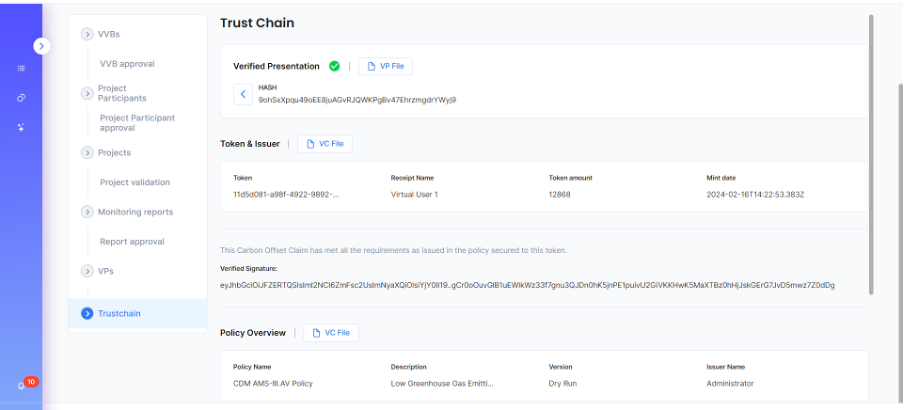 Trust Chain
VVBs
VVB approval
Project
Participants
Project Participant
approval
Projects
Project validation
Monitoring reports
Report approval
VPs
Trustchain
10
Verified Presentation
VP File
HASH
Token & Issuer
VC File
Token
Receipt Name
Token amount
Mint date
11d5d081-a98f-4922-9892-...
Virtual User 1
12868
2024-02-16T14:22:53.383Z
This Carbon Offset Claim has met all the requirements as issued in the policy secured to this token.
Verified Signature:
Policy Overview
VC File
Policy Name
Description
Version
Issuer Name
CDM AMS-III.AV Policy
Low Greenhouse Gas Emitti...
Dry Run
Administrator